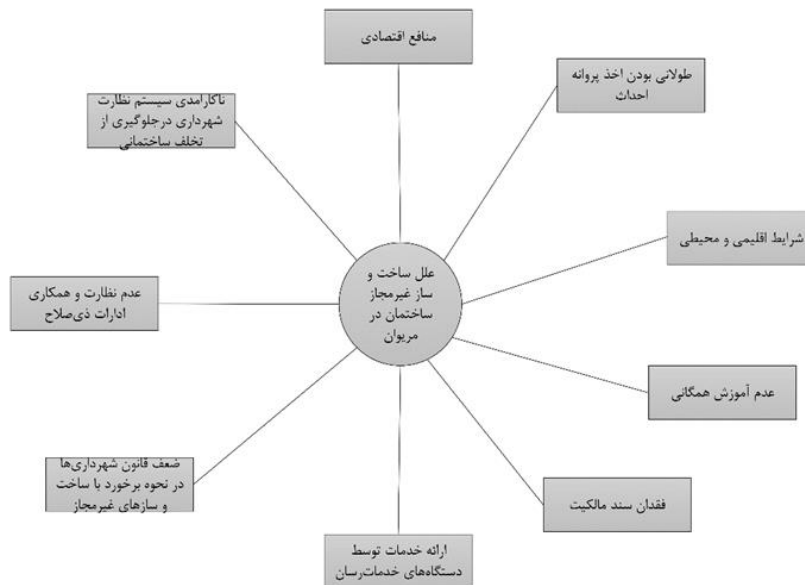 منافع اقتصادی
طولانی بودن اخذ پروانه
احداث
شرایط اقلیمی و محیطی
عدم آموزش همگانی
فقدان سند مالکیت
ارائه خدمات توسط
دستگاه‌های خدمات‌رسان
ضعف قانون شهرداری‌ها
در نحوه برخورد با ساخت
و سازهای غیرمجاز
عدم نظارت و همکاری
ادارات ذی‌صلاح
ناکارامدی سیستم نظارت
شهرداری درجلوگیری از
تخلف ساختمانی
علل ساخت و
ساز غیرمجاز
ساختمان در
مریوان